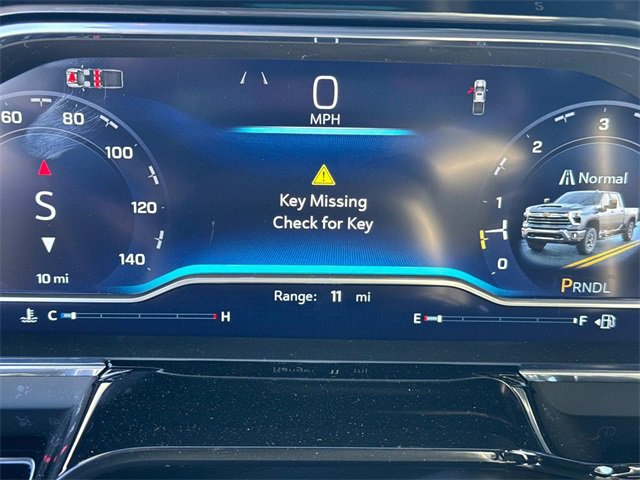 0
MPH
60
80
100
120
140
S
10 mi
Key Missing
Check for Key
3
2
1
0
Normal
PRNDL
Range: 11 mi
C
H
E
F